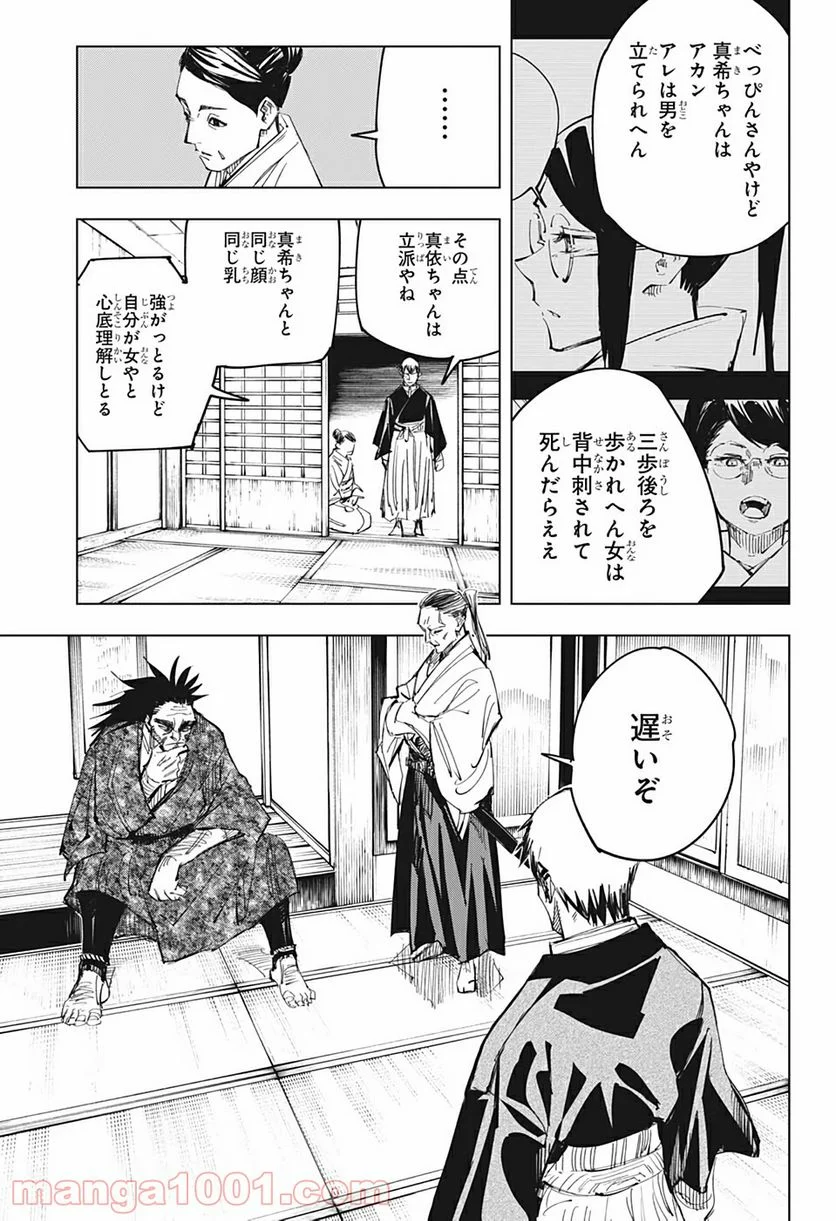 べっぴんさんやけど
真希ちゃんは
アカン
アレは男を
立てられへん
三歩後ろを
歩かれへん女は
背中刺されて
死んだらええ
……
その点
真依ちゃんは
立派やね
真希ちゃんと
同じ顔
同じ乳
強がっとるけど
自分が女やと
心底理解しとる
遅いぞ
manga1001.com